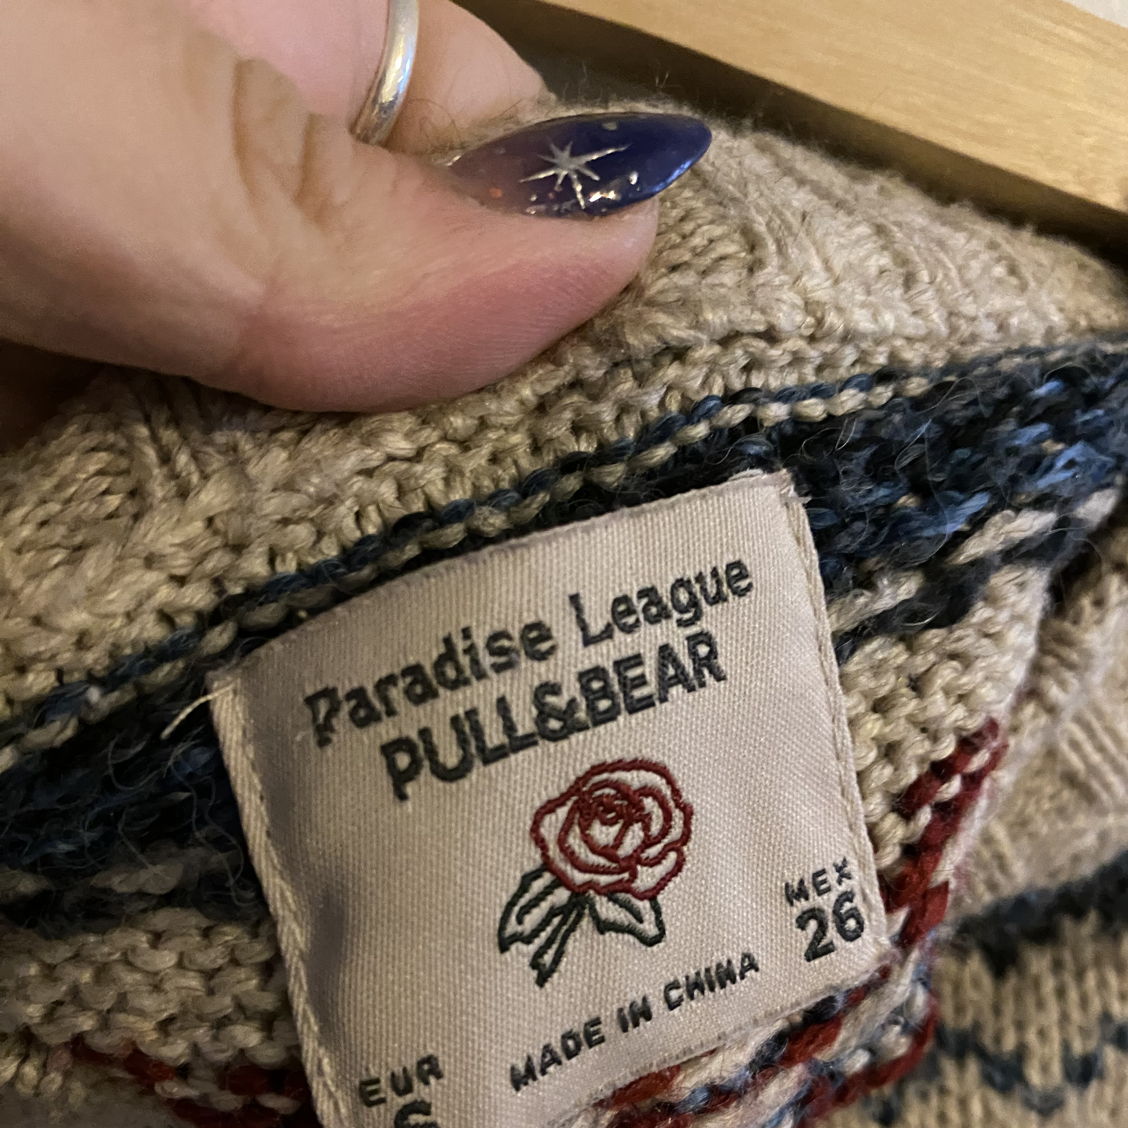 Paradise League
PULL&BEAR
MEX
26
MADE IN CHINA
EUR